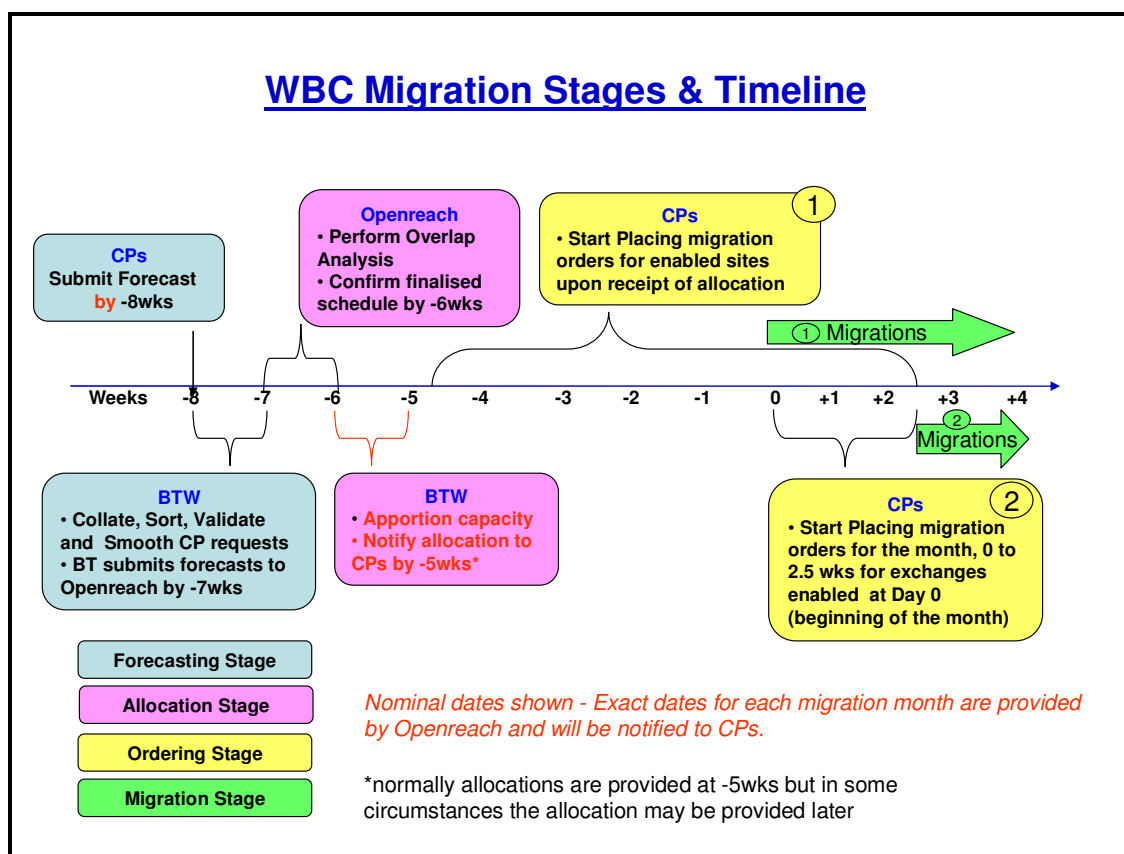 WBC Migration Stages & Timeline
CPs
Submit Forecast
by -8wks
Openreach
• Perform Overlap
Analysis
• Confirm finalised
schedule by -6wks
1
CPs
• Start Placing migration
orders for enabled sites
upon receipt of allocation
1 Migrations
Weeks -8 -7 -6 -5 -4 -3 -2 -1 0 +1 +2 +3 +4
2
Migrations
BTW
• Collate, Sort, Validate
and Smooth CP requests
• BT submits forecasts to
Openreach by -7wks
BTW
• Apportion capacity
• Notify allocation to
CPs by -5wks*
2
CPs
• Start Placing migration
orders for the month, 0 to
2.5 wks for exchanges
enabled at Day 0
(beginning of the month)
Forecasting Stage
Allocation Stage
Ordering Stage
Migration Stage
Nominal dates shown - Exact dates for each migration month are provided
by Openreach and will be notified to CPs.
*normally allocations are provided at -5wks but in some
circumstances the allocation may be provided later